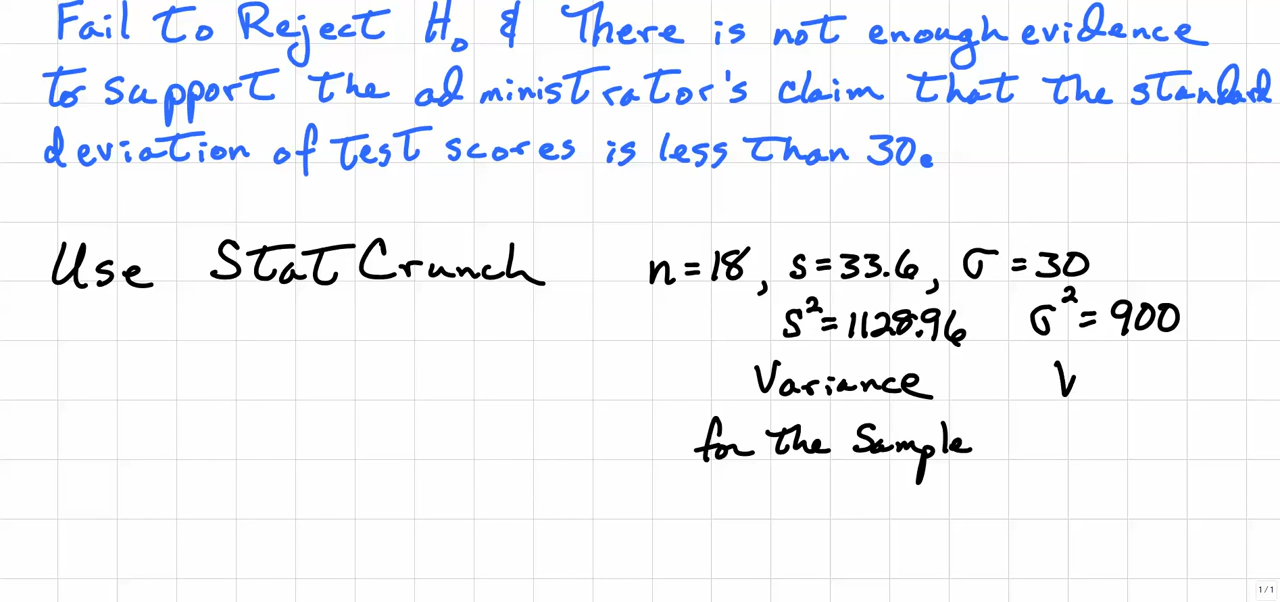 Fail to Reject H₀ & There is not enough evidence
to support the administrator's claim that the standard
deviation of test scores is less than 30.
Use StatCrunch n = 18, s = 33.6, σ = 30
s² = 1128.96 σ² = 900
Variance V
for the Sample
1/1